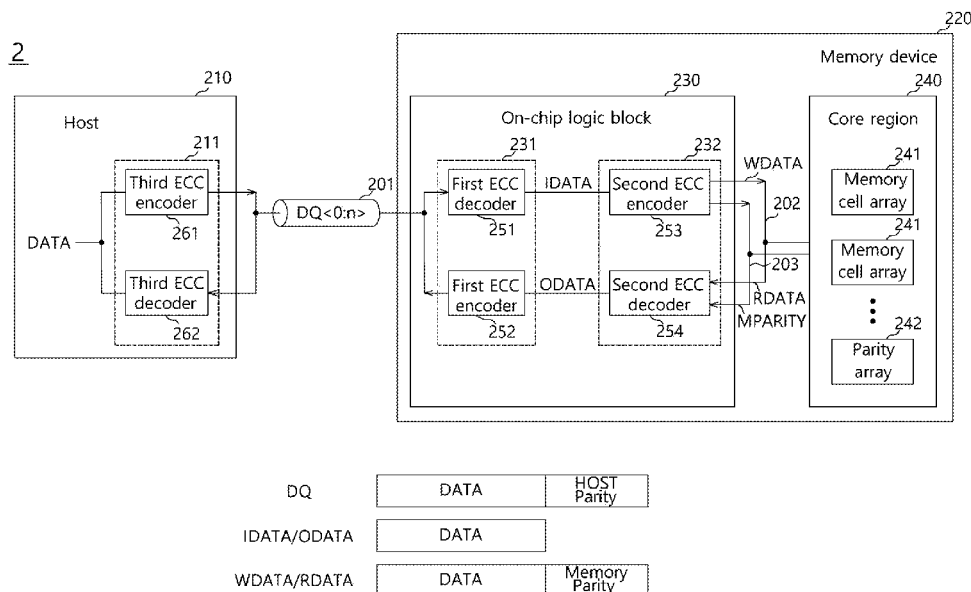 2
220
Memory device
210
Host
211
Third ECC
encoder
261
DATA
Third ECC
decoder
262
201
DQ<0:n>
230
On-chip logic block
231
First ECC
decoder
251
IDATA
232
Second ECC
encoder
253
WDATA
202
First ECC
encoder
252
ODATA
Second ECC
decoder
254
203
RDATA
MPARITY
240
Core region
241
Memory
cell array
241
Memory
cell array
242
Parity
array
DQ
DATA
HOST
Parity
IDATA/ODATA
DATA
WDATA/RDATA
DATA
Memory
Parity